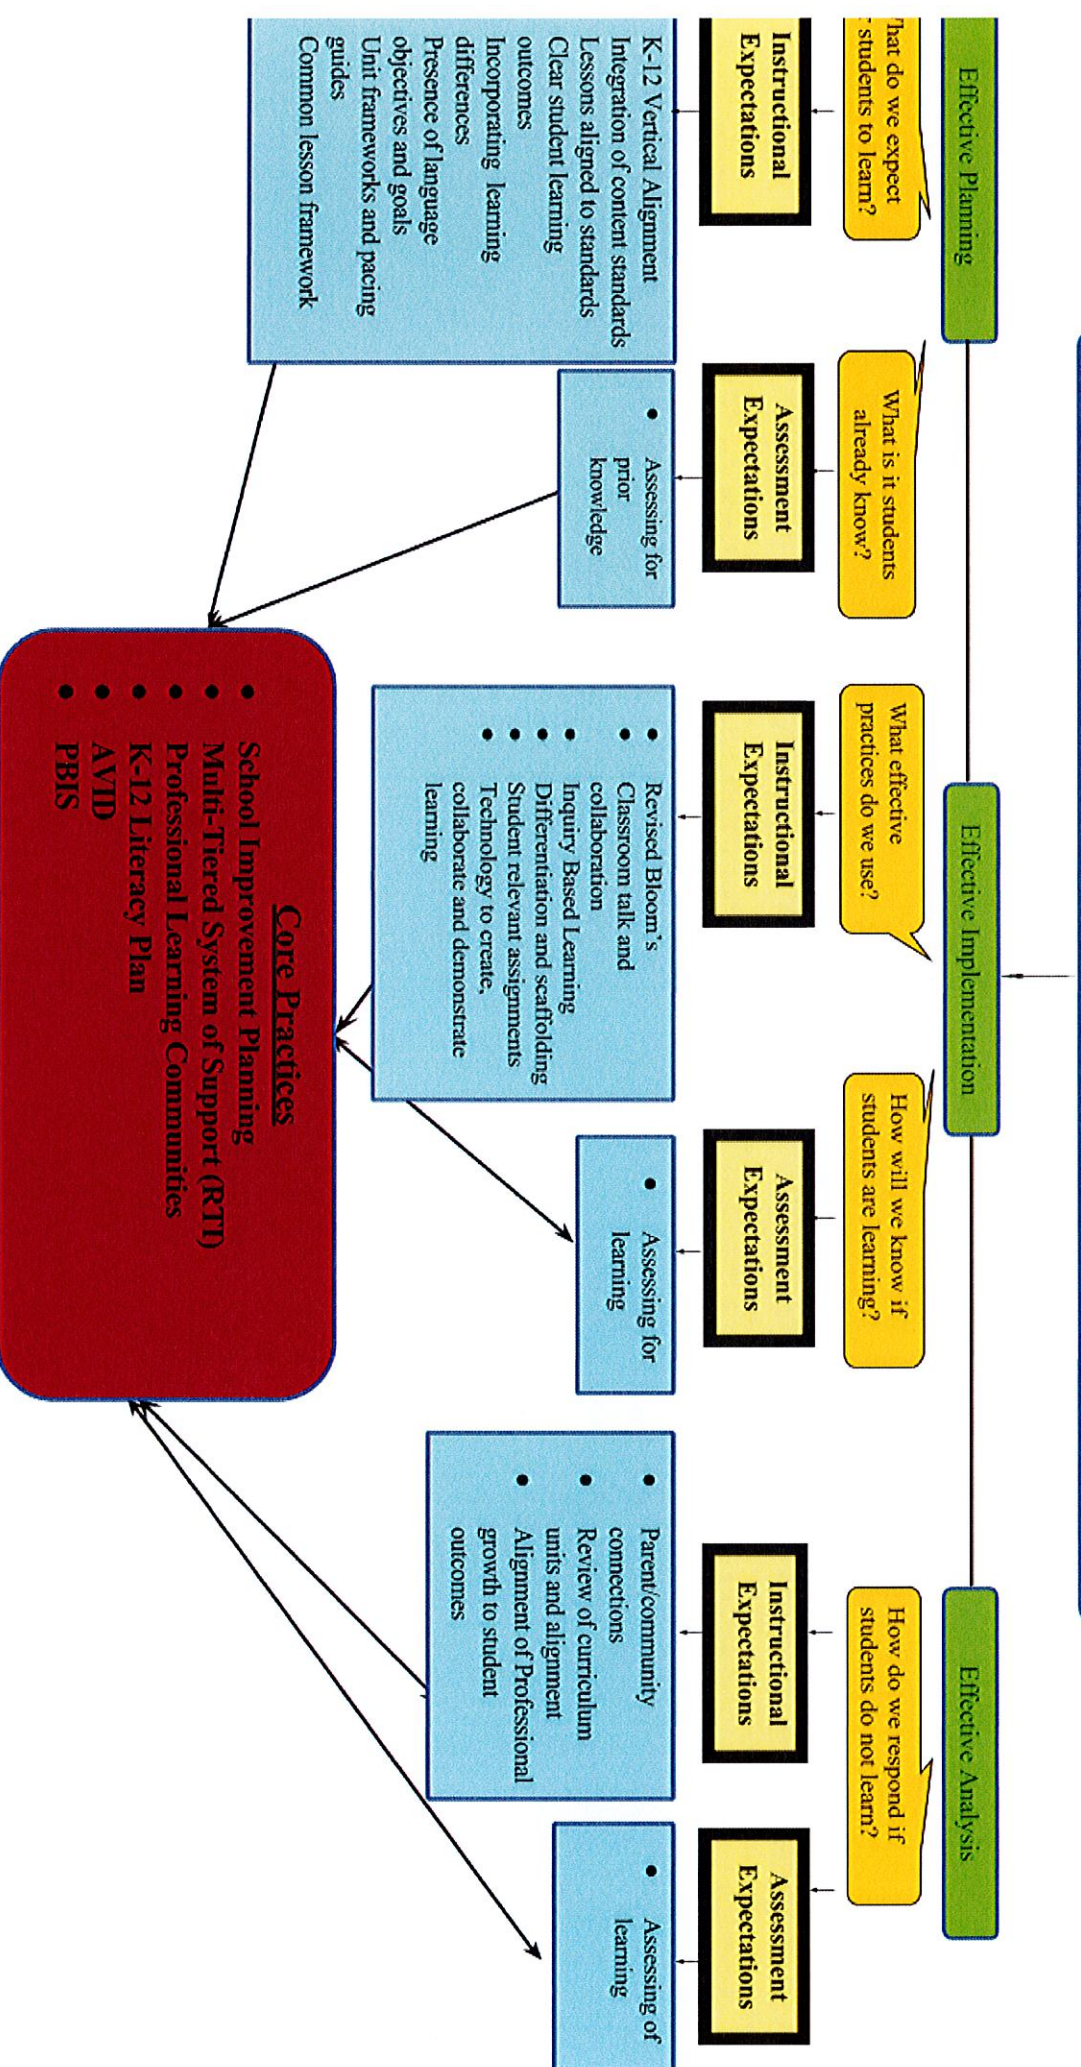 Effective Planning
Effective Implementation
Effective Analysis
hat do we expect
students to learn?
What is it students
already know?
What effective
practices do we use?
How will we know if
students are learning?
How do we respond if
students do not learn?
Instructional
Expectations
Assessment
Expectations
Instructional
Expectations
Assessment
Expectations
Instructional
Expectations
Assessment
Expectations
K-12 Vertical Alignment
Integration of content standards
Lessons aligned to standards
Clear student learning
outcomes
Incorporating learning
differences
Presence of language
objectives and goals
Unit frameworks and pacing
guides
Common lesson framework
• Assessing for
prior
knowledge
• Revised Bloom's
• Classroom talk and
collaboration
• Inquiry Based Learning
• Differentiation and scaffolding
• Student relevant assignments
• Technology to create,
collaborate and demonstrate
learning
• Assessing for
learning
• Parent/community
connections
• Review of curriculum
units and alignment
• Alignment of Professional
growth to student
outcomes
• Assessing of
learning
Core Practices
• School Improvement Planning
• Multi-Tiered System of Support (RTI)
• Professional Learning Communities
• K-12 Literacy Plan
• AVID
• PBIS